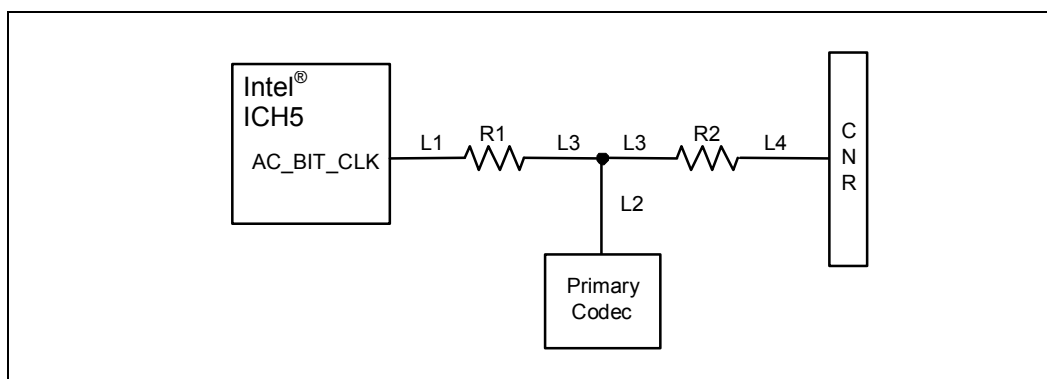 Intel®
ICH5
AC_BIT_CLK
L1
R1
L3
L3
R2
L4
L2
C
N
R
Primary
Codec